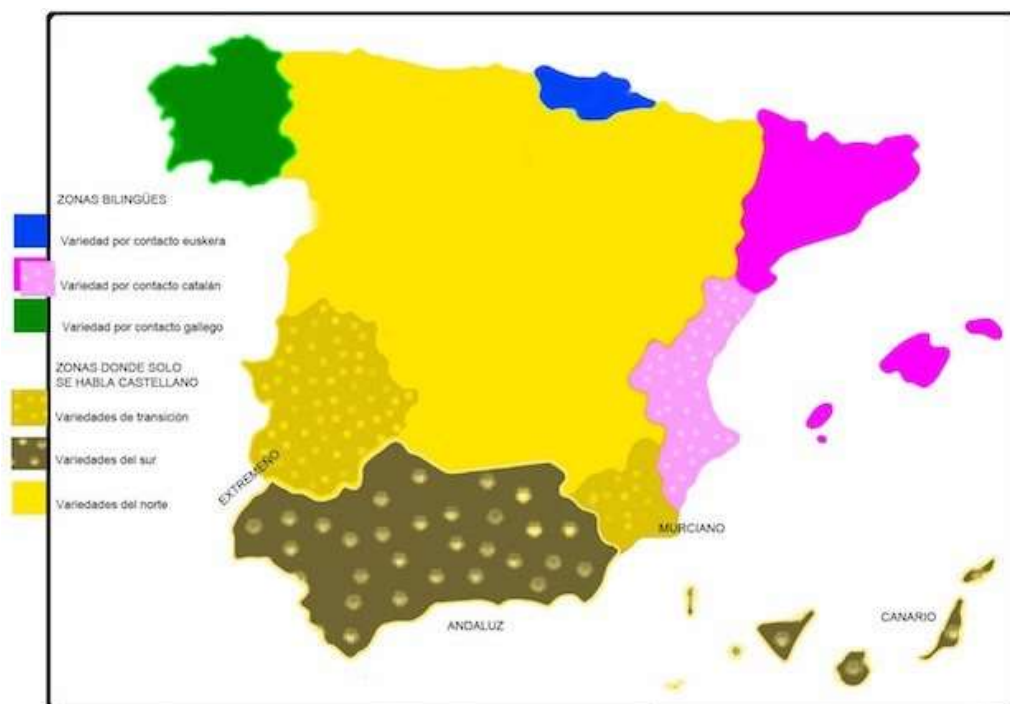 ZONAS BILINGÜES
Variedad por contacto euskera
Variedad por contacto catalán
Variedad por contacto gallego
ZONAS DONDE SOLO
SE HABLA CASTELLANO
Variedades de transición
Variedades del sur
Variedades del norte
EXTREMEÑO
MURCIANO
ANDALUZ
CANARIO